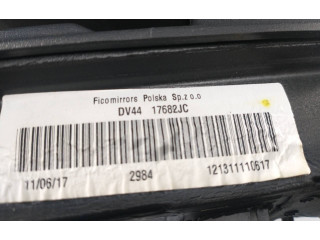 Ficomirrors Polska Sp.z o.o
DV44 17682JC
11/06/17 2984 121311110617